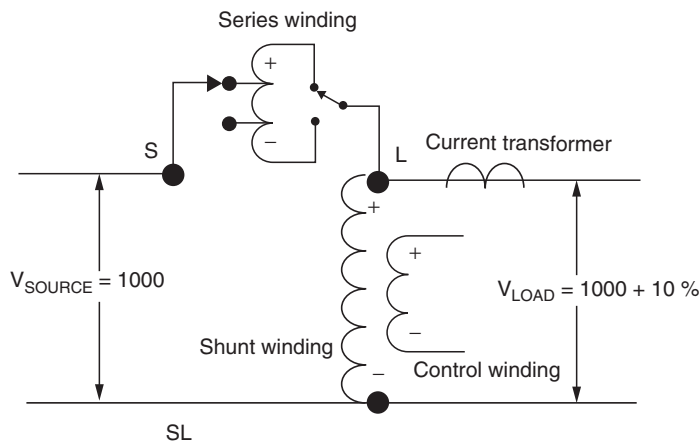 Series winding
+
−
S
L
Current transformer
+
+
V_SOURCE = 1000
V_LOAD = 1000 + 10 %
−
Shunt winding
−
Control winding
SL